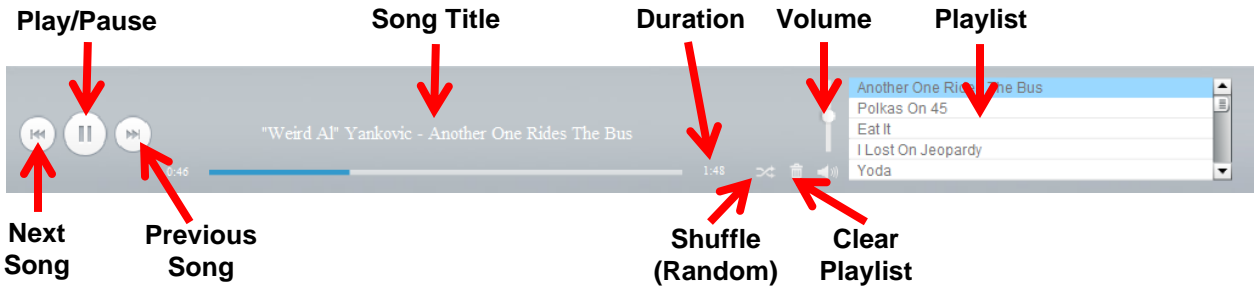 Play/Pause
Song Title
Duration
Volume
Playlist
Another One Rides The Bus
Polkas On 45
Eat It
I Lost On Jeopardy
Yoda
"Weird Al" Yankovic - Another One Rides The Bus
0:46
1:48
Next
Song
Previous
Song
Shuffle
(Random)
Clear
Playlist